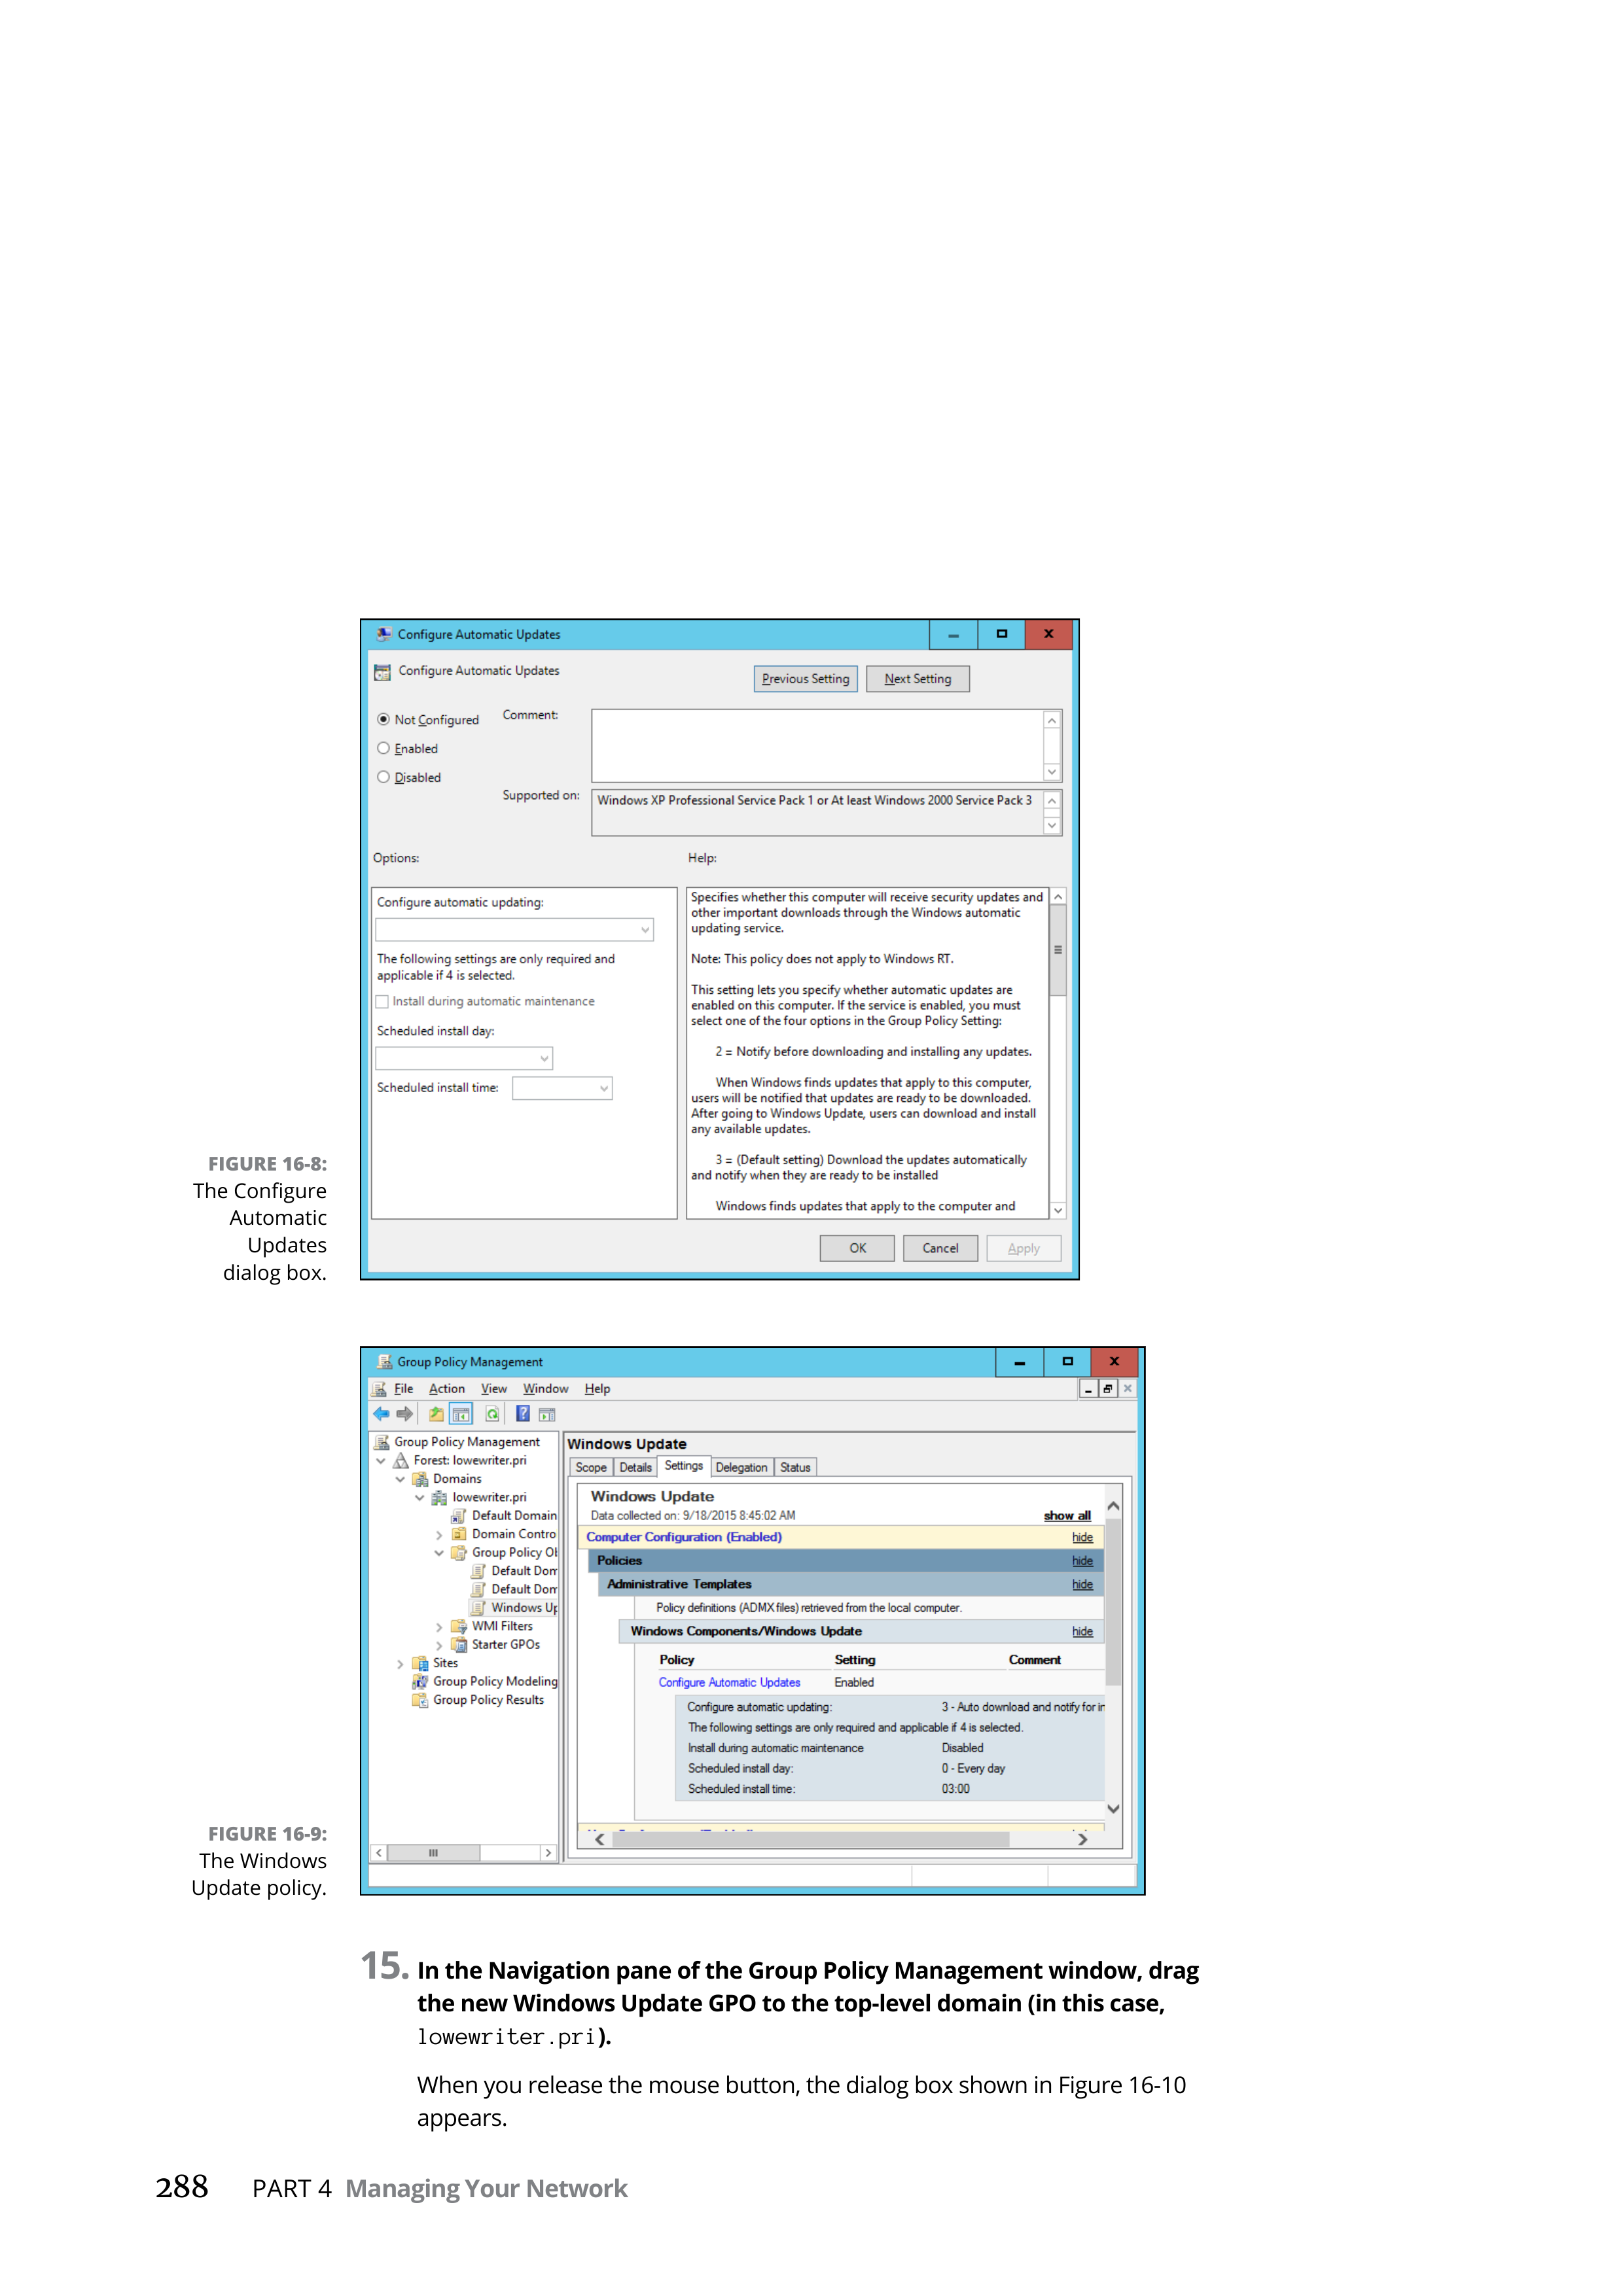 Configure Automatic Updates
Configure Automatic Updates
Previous Setting
Next Setting
Not Configured
Enabled
Disabled
Comment:
Supported on:
Windows XP Professional Service Pack 1 or At least Windows 2000 Service Pack 3
Options:
Help:
Configure automatic updating:
The following settings are only required and
applicable if 4 is selected.
Install during automatic maintenance
Scheduled install day:
Scheduled install time:
Specifies whether this computer will receive security updates and
other important downloads through the Windows automatic
updating service.
Note: This policy does not apply to Windows RT.
This setting lets you specify whether automatic updates are
enabled on this computer. If the service is enabled, you must
select one of the four options in the Group Policy Setting:
2 = Notify before downloading and installing any updates.
When Windows finds updates that apply to this computer,
users will be notified that updates are ready to be downloaded.
After going to Windows Update, users can download and install
any available updates.
3 = (Default setting) Download the updates automatically
and notify when they are ready to be installed
Windows finds updates that apply to the computer and
OK
Cancel
Apply
FIGURE 16-8:
The Configure
Automatic
Updates
dialog box.
Group Policy Management
File Action View Window Help
Group Policy Management
Forest: lowewriter.pri
Domains
lowewriter.pri
Default Domain
Domain Contro
Group Policy Ob
Default Dom
Default Dom
Windows Up
WMI Filters
Starter GPOs
Sites
Group Policy Modeling
Group Policy Results
Windows Update
Scope Details Settings Delegation Status
Windows Update
Data collected on: 9/18/2015 8:45:02 AM show all
Computer Configuration (Enabled) hide
Policies hide
Administrative Templates hide
Policy definitions (ADMX files) retrieved from the local computer.
Windows Components/Windows Update hide
Policy Setting Comment
Configure Automatic Updates Enabled
Configure automatic updating: 3 - Auto download and notify for in
The following settings are only required and applicable if 4 is selected.
Install during automatic maintenance Disabled
Scheduled install day: 0 - Every day
Scheduled install time: 03:00
FIGURE 16-9:
The Windows
Update policy.
15. In the Navigation pane of the Group Policy Management window, drag
the new Windows Update GPO to the top-level domain (in this case,
lowewriter.pri).
When you release the mouse button, the dialog box shown in Figure 16-10
appears.
288 PART 4 Managing Your Network